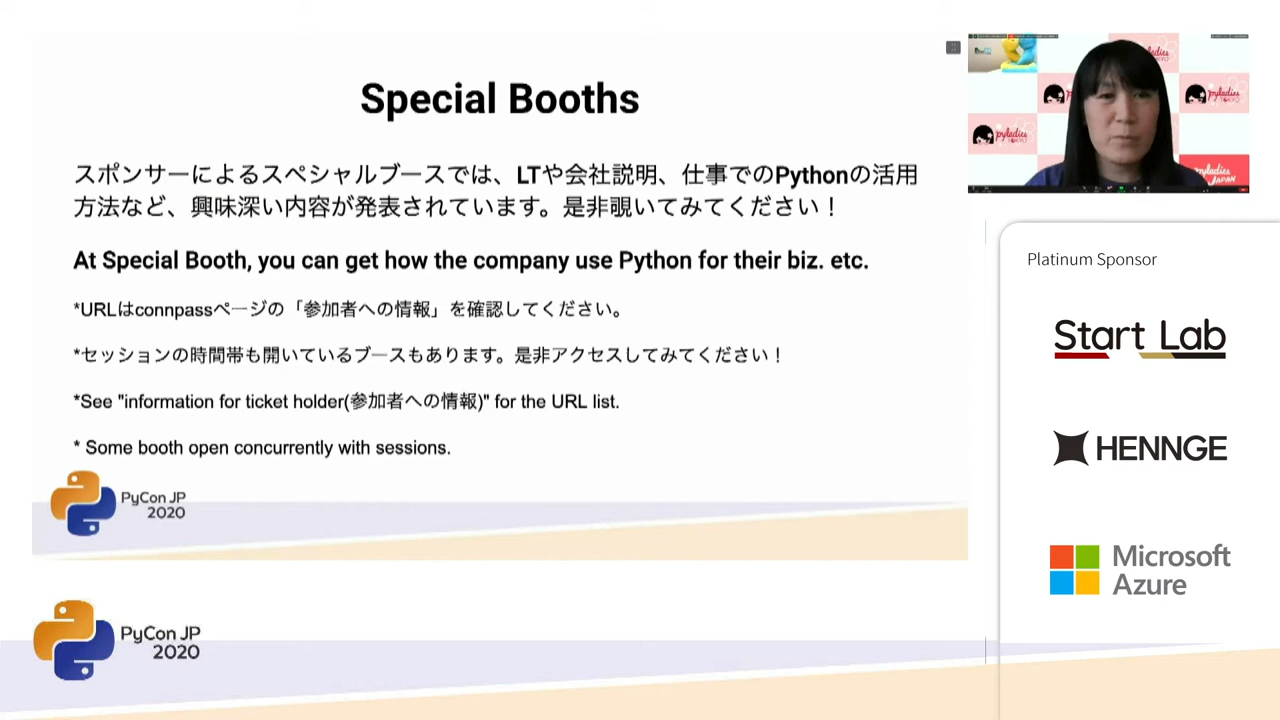 Special Booths
スポンサーによるスペシャルブースでは、LTや会社説明、仕事でのPythonの活用
方法など、興味深い内容が発表されています。是非覗いてみてください！
At Special Booth, you can get how the company use Python for their biz. etc.
*URLはconnpassページの「参加者への情報」を確認してください。
*セッションの時間帯も開いているブースもあります。是非アクセスしてみてください！
*See "information for ticket holder(参加者への情報)" for the URL list.
* Some booth open concurrently with sessions.
PyCon JP
2020
PyCon JP
2020
pyladies
TOKYO
pyladies
TOKYO
pyladies
JAPAN
Platinum Sponsor
Start Lab
HENNGE
Microsoft
Azure